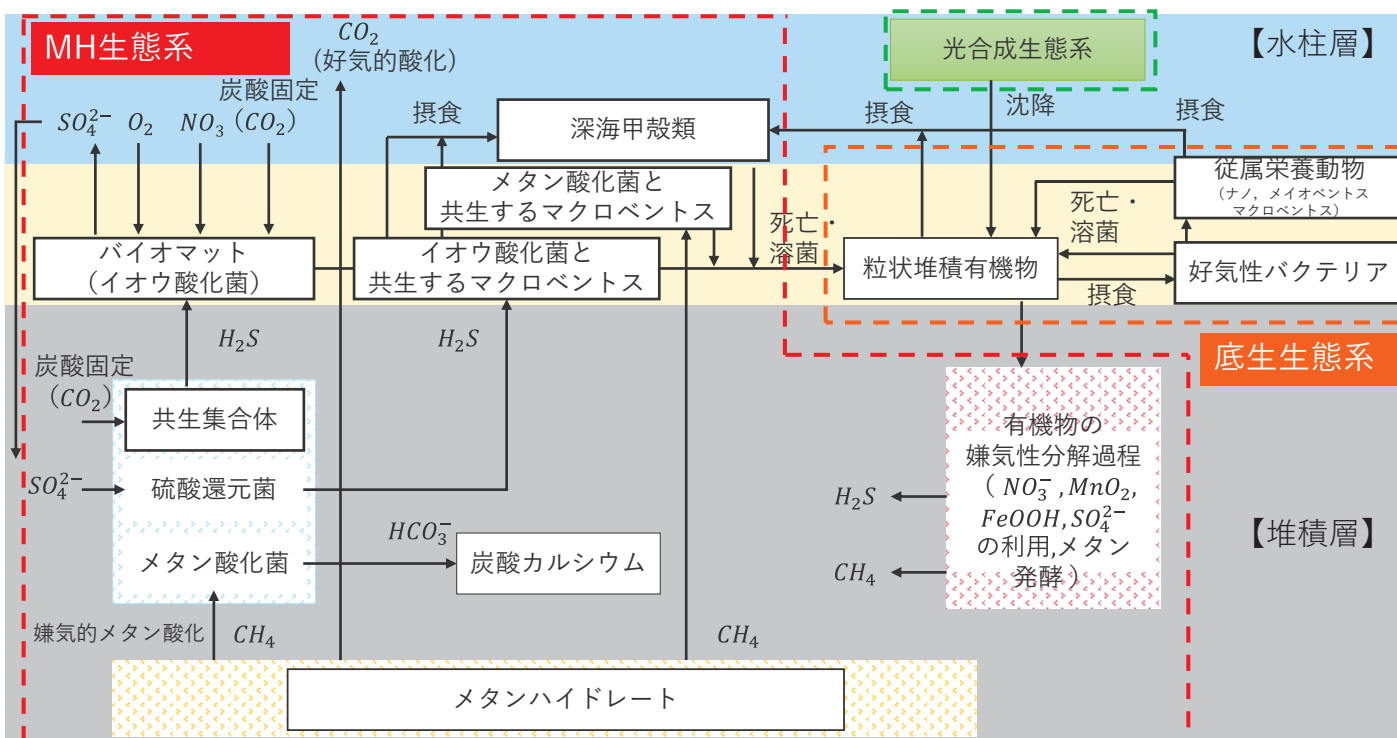 MH生態系
CO₂
(好気的酸化)
光合成生態系
【水柱層】
炭酸固定
SO₄²⁻ O₂ NO₃ (CO₂)
摂食
深海甲殻類
摂食
沈降
摂食
メタン酸化菌と
共生するマクロベントス
従属栄養動物
(ナノ，メイオベントス
マクロベントス)
バイオマット
(イオウ酸化菌)
イオウ酸化菌と
共生するマクロベントス
死亡・
溶菌
粒状堆積有機物
死亡・
溶菌
好気性バクテリア
摂食
H₂S
H₂S
底生生態系
炭酸固定
(CO₂)
共生集合体
SO₄²⁻
硫酸還元菌
メタン酸化菌
HCO₃⁻
炭酸カルシウム
有機物の
嫌気性分解過程
( NO₃⁻,MnO₂,
FeOOH,SO₄²⁻
の利用,メタン
発酵 )
H₂S
CH₄
【堆積層】
嫌気的メタン酸化
CH₄
CH₄
メタンハイドレート